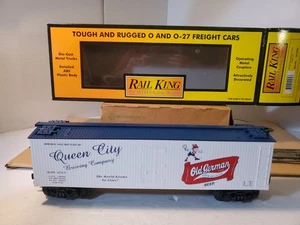 TOUGH AND RUGGED O AND O-27 FREIGHT CARS
Die-Cast
Metal Trucks
Detailed
ABS
Plastic Body
RAIL KING
Operating
Metal
Couplers
Attractively
Decorated
RAIL KING
Queen City
Brewing Company
Old German
BEER